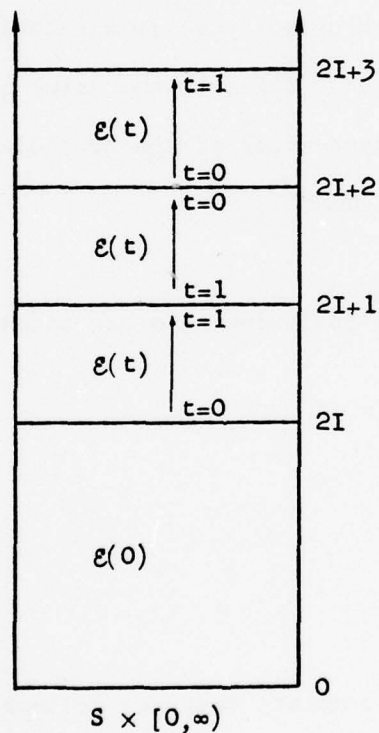 t=1 2I+3
ℰ(t)
t=0 2I+2
t=0
ℰ(t)
t=1 2I+1
t=1
ℰ(t)
t=0 2I
ℰ(0)
0
S × [0,∞)